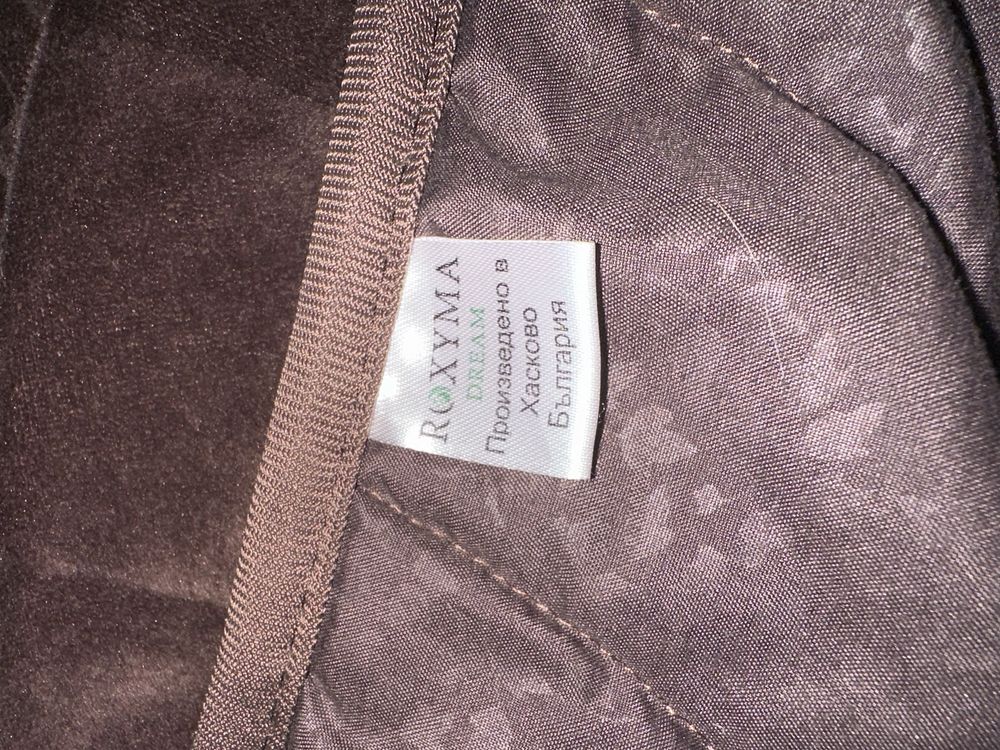 ROXYMA
DREAM
Произведено в
Хасково
България